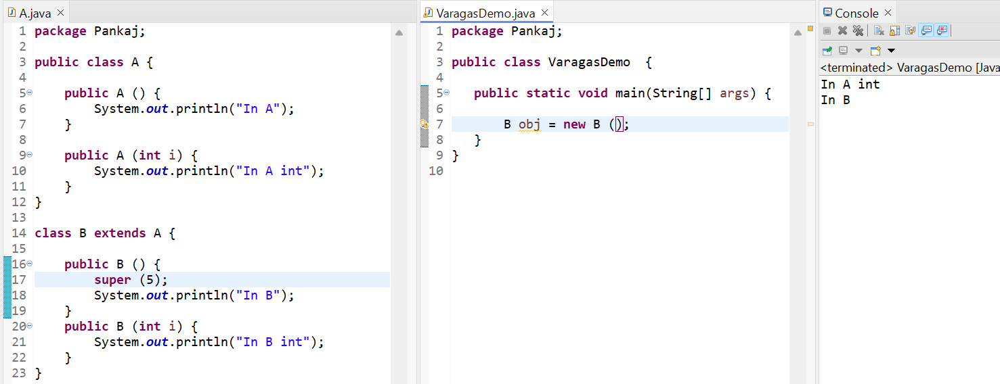 A.java
1 package Pankaj;
2
3 public class A {
4
5     public A () {
6         System.out.println("In A");
7     }
8
9     public A (int i) {
10         System.out.println("In A int");
11     }
12 }
13
14 class B extends A {
15
16     public B () {
17         super (5);
18         System.out.println("In B");
19     }
20     public B (int i) {
21         System.out.println("In B int");
22     }
23 }
VaragasDemo.java
1 package Pankaj;
2
3 public class VaragasDemo  {
4
5    public static void main(String[] args) {
6
7        B obj = new B ();
8    }
9 }
10
Console
<terminated> VaragasDemo [Java
In A int
In B